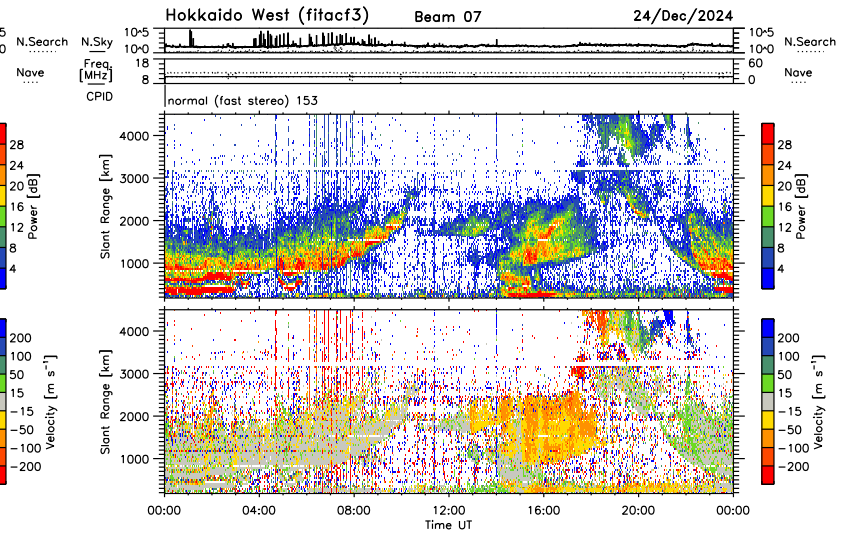 Hokkaido West (fitacf3) Beam 07 24/Dec/2024
5 N.Search N.Sky 10^5 10^5 N.Search
0 10^0 10^0
Nave Freq. [MHz] 18 60 Nave
8 0
CPID normal (fast stereo) 153
28 24 20 16 12 8 4
Power [dB]
Slant Range [km]
4000
3000
2000
1000
28
24
20
16
12
8
4
Power [dB]
200 100 50 15 −15 −50 −100 −200
Velocity [m s⁻¹]
Slant Range [km]
4000
3000
2000
1000
200
100
50
15
−15
−50
−100
−200
Velocity [m s⁻¹]
00:00 04:00 08:00 12:00 16:00 20:00 00:00
Time UT